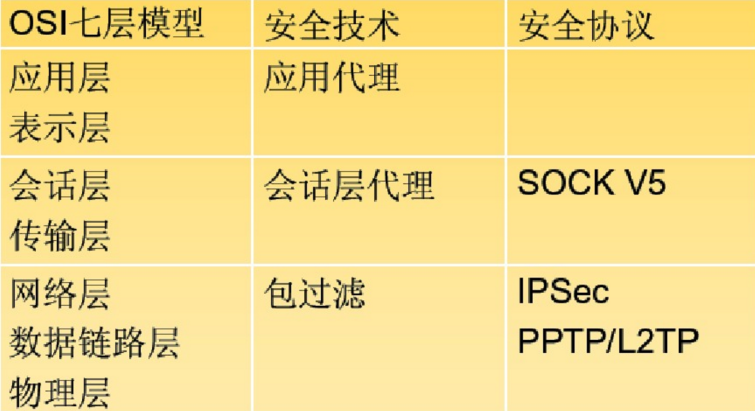 OSI七层模型 安全技术 安全协议
应用层 应用代理
表示层
会话层 会话层代理 SOCK V5
传输层
网络层 包过滤 IPSec
数据链路层 PPTP/L2TP
物理层